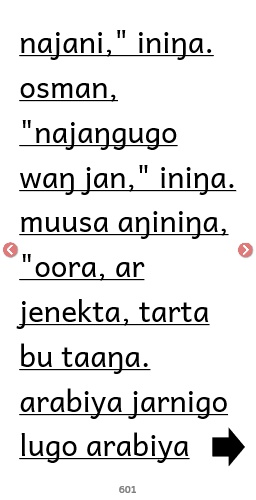 najani," iniŋa.
osman,
"najaŋgugo
waŋ jan," iniŋa.
muusa aŋiniŋa,
"oora, ar
jenekta, tarta
bu taaŋa.
arabiya jarnigo
lugo arabiya
601